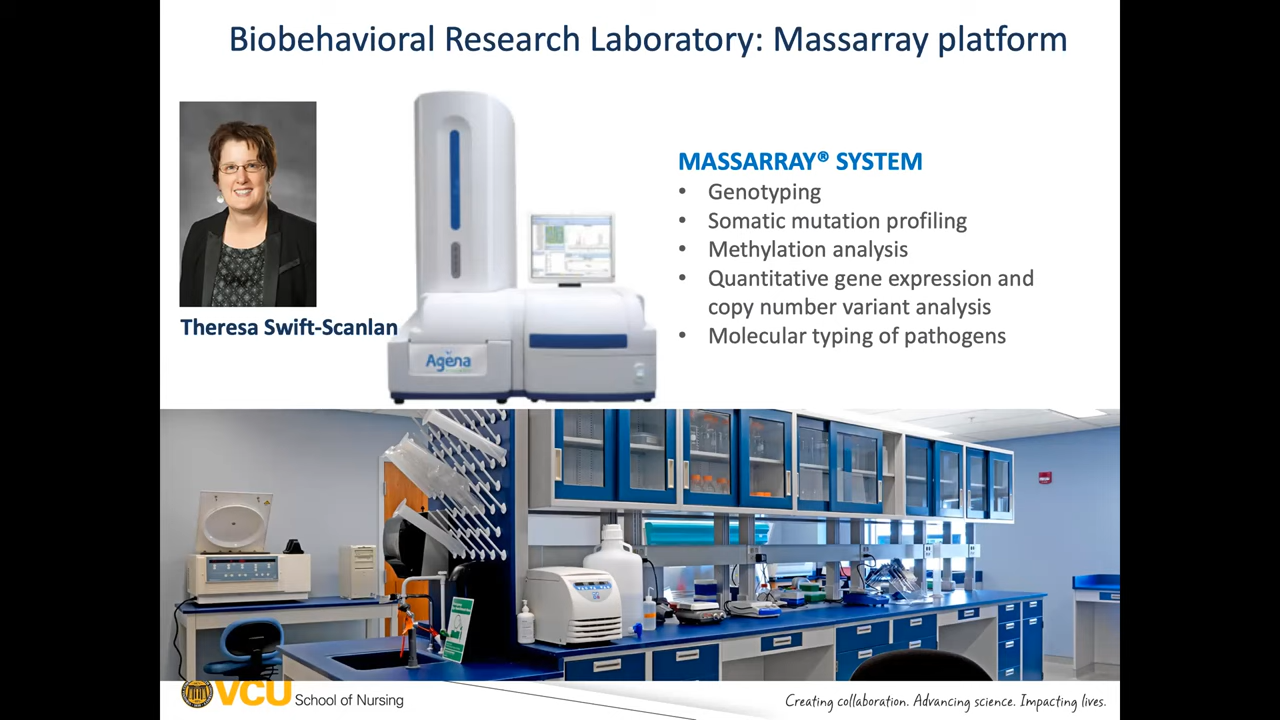 Biobehavioral Research Laboratory: Massarray platform
Theresa Swift-Scanlan
Agena
MASSARRAY® SYSTEM
• Genotyping
• Somatic mutation profiling
• Methylation analysis
• Quantitative gene expression and
copy number variant analysis
• Molecular typing of pathogens
VCU School of Nursing
Creating collaboration. Advancing science. Impacting lives.